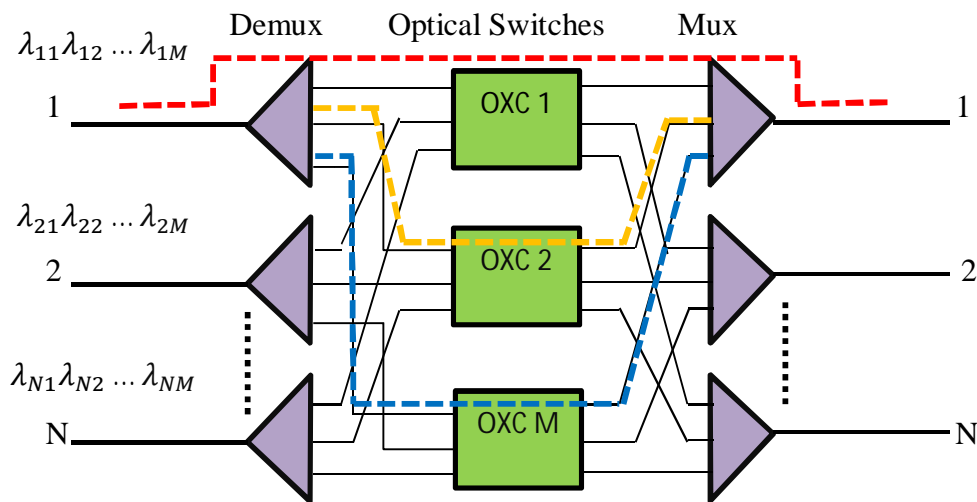 Demux Optical Switches Mux
λ₁₁λ₁₂ … λ₁M
1 OXC 1 1
λ₂₁λ₂₂ … λ₂M
2 OXC 2 2
λN₁λN₂ … λNM
N OXC M N